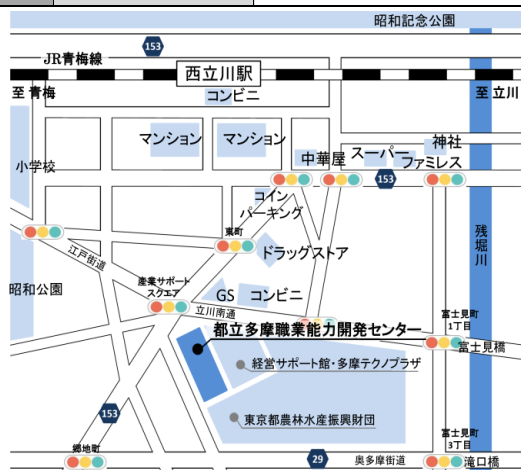 昭和記念公園
153
JR青梅線
西立川駅
至 青梅
コンビニ
至 立川
マンション
マンション
神社
スーパー
中華屋
ファミレス
小学校
153
コイン
パーキング
東町
残堀川
ドラッグストア
江戸街道
産業サポート
スクエア
昭和公園
GS
コンビニ
立川南通
富士見町
1丁目
都立多摩職業能力開発センター
富士見橋
経営サポート館・多摩テクノプラザ
153
東京都農林水産振興財団
郷地町
富士見町
3丁目
29
奥多摩街道
滝口橋